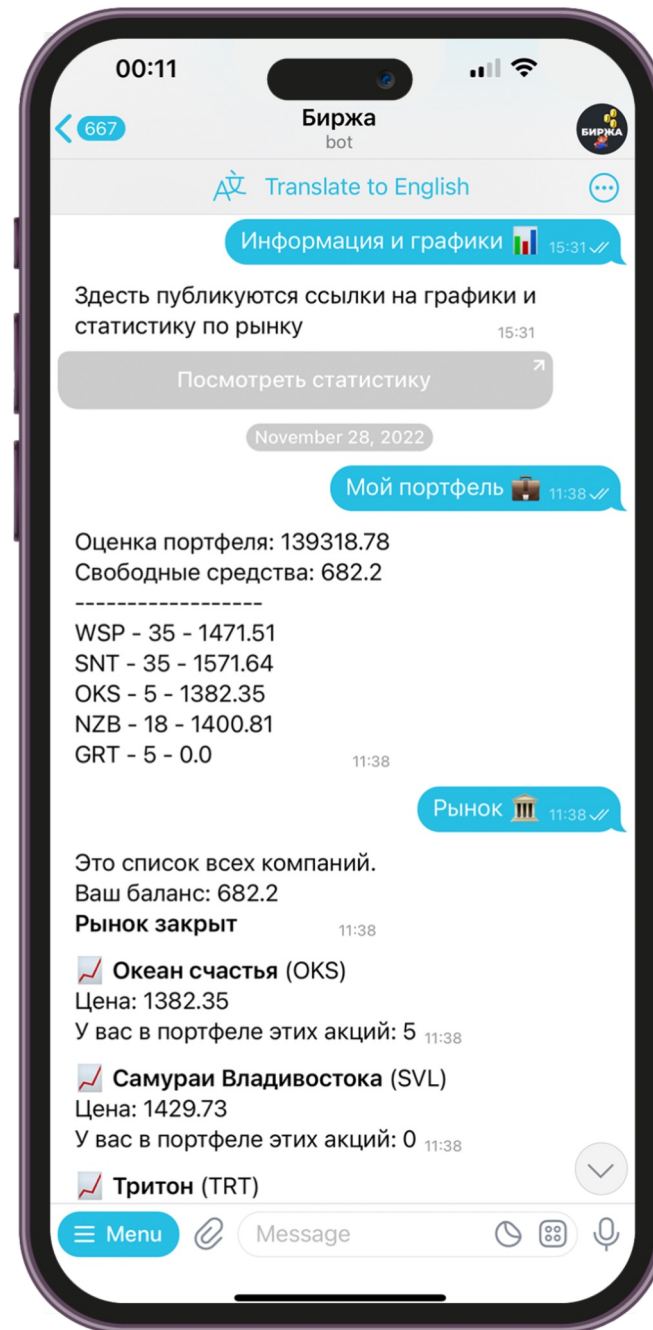 00:11
667
Биржа
bot
БИРЖА
Translate to English
Информация и графики 15:31
Здесть публикуются ссылки на графики и
статистику по рынку 15:31
Посмотреть статистику
November 28, 2022
Мой портфель 11:38
Оценка портфеля: 139318.78
Свободные средства: 682.2
------------------
WSP - 35 - 1471.51
SNT - 35 - 1571.64
OKS - 5 - 1382.35
NZB - 18 - 1400.81
GRT - 5 - 0.0 11:38
Рынок 11:38
Это список всех компаний.
Ваш баланс: 682.2
Рынок закрыт 11:38
Океан счастья (OKS)
Цена: 1382.35
У вас в портфеле этих акций: 5 11:38
Самураи Владивостока (SVL)
Цена: 1429.73
У вас в портфеле этих акций: 0 11:38
Тритон (TRT)
Menu
Message